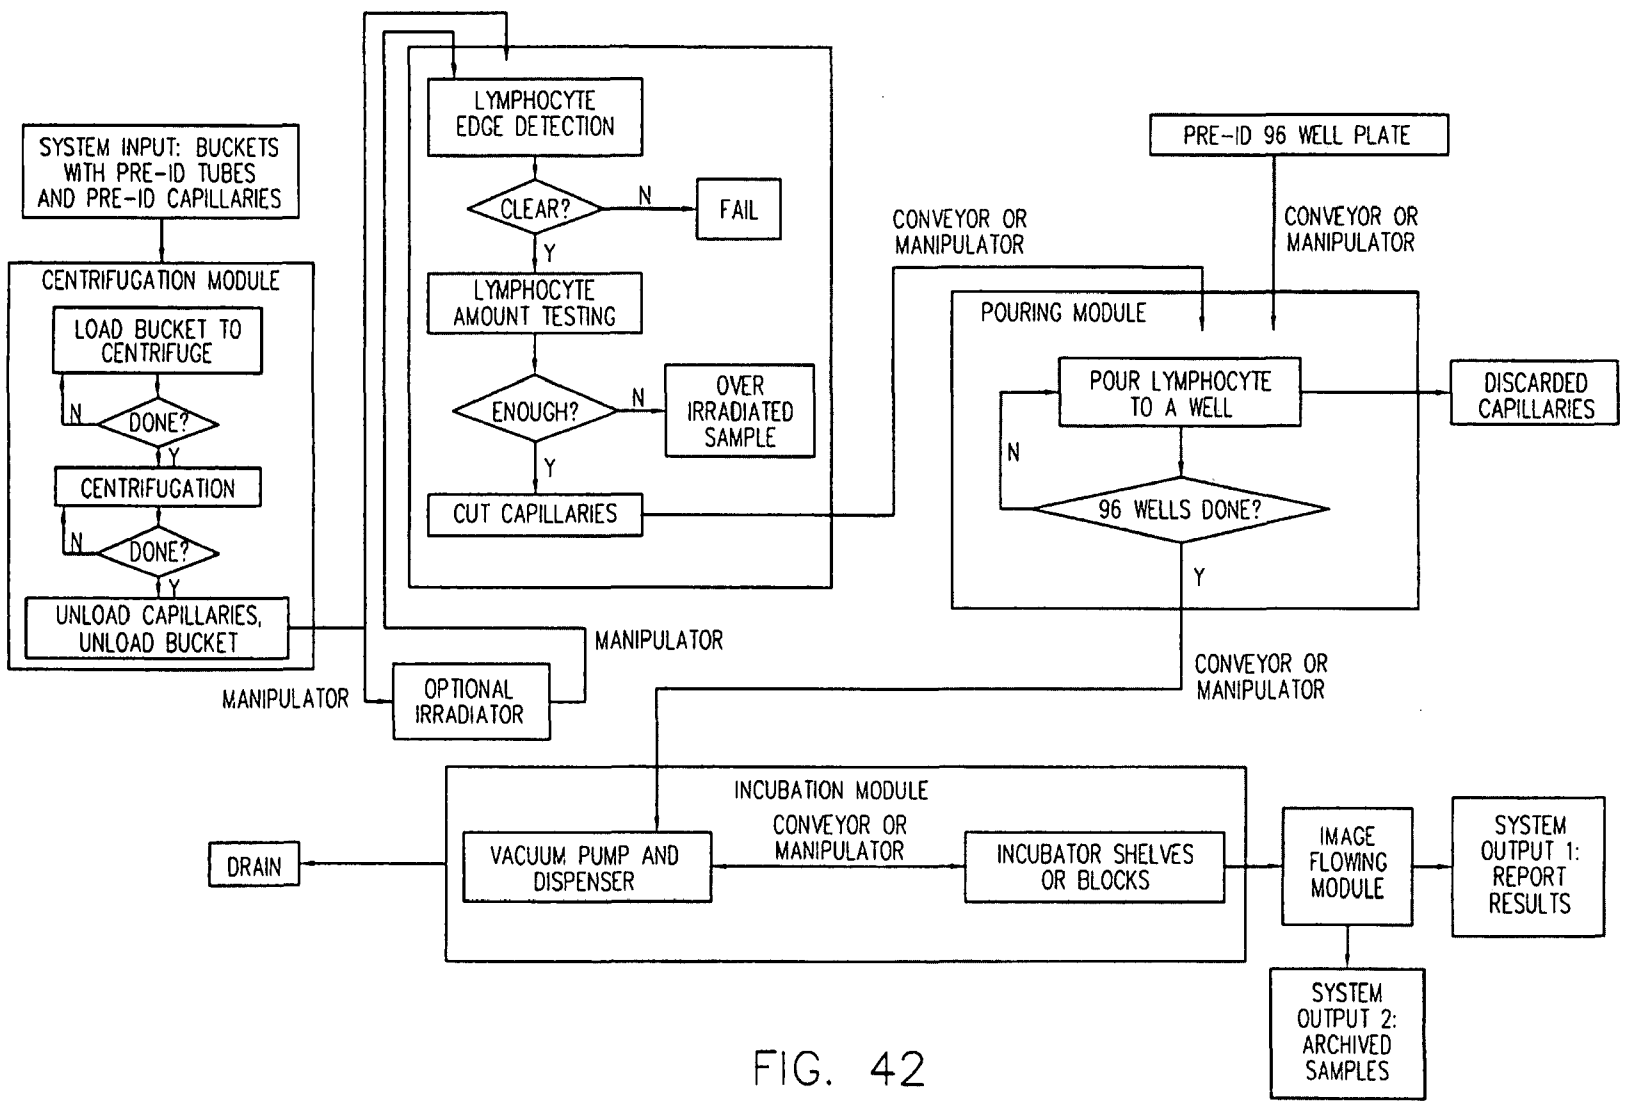 SYSTEM INPUT: BUCKETS
WITH PRE-ID TUBES
AND PRE-ID CAPILLARIES
CENTRIFUGATION MODULE
LOAD BUCKET TO
CENTRIFUGE
N
DONE?
Y
CENTRIFUGATION
N
DONE?
Y
UNLOAD CAPILLARIES,
UNLOAD BUCKET
MANIPULATOR
OPTIONAL
IRRADIATOR
MANIPULATOR
LYMPHOCYTE
EDGE DETECTION
CLEAR?
N
FAIL
Y
LYMPHOCYTE
AMOUNT TESTING
ENOUGH?
N
OVER
IRRADIATED
SAMPLE
Y
CUT CAPILLARIES
CONVEYOR OR
MANIPULATOR
PRE-ID 96 WELL PLATE
CONVEYOR OR
MANIPULATOR
POURING MODULE
POUR LYMPHOCYTE
TO A WELL
DISCARDED
CAPILLARIES
N
96 WELLS DONE?
Y
CONVEYOR OR
MANIPULATOR
INCUBATION MODULE
DRAIN
VACUUM PUMP AND
DISPENSER
CONVEYOR OR
MANIPULATOR
INCUBATOR SHELVES
OR BLOCKS
IMAGE
FLOWING
MODULE
SYSTEM
OUTPUT 1:
REPORT
RESULTS
SYSTEM
OUTPUT 2:
ARCHIVED
SAMPLES
FIG. 42